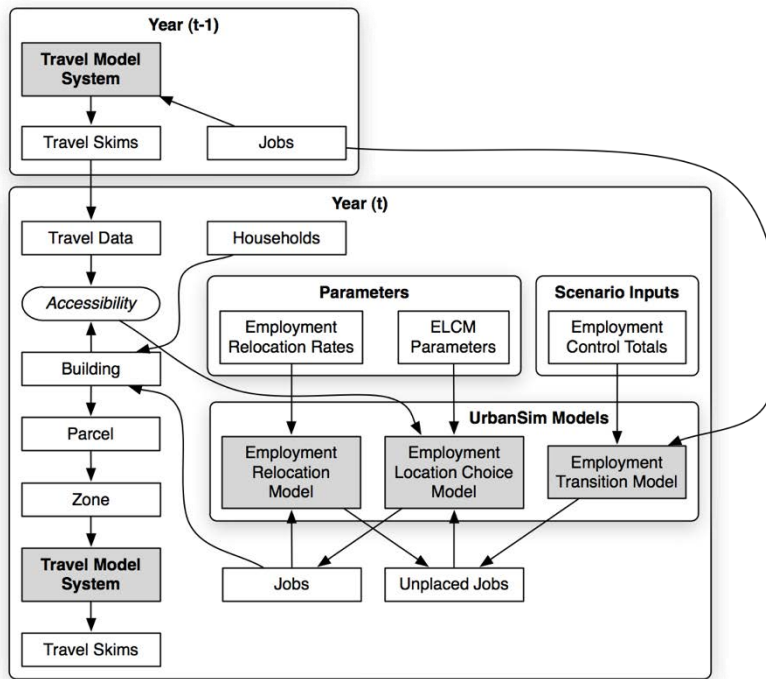 Year (t-1)
Travel Model
System
Travel Skims
Jobs
Year (t)
Travel Data
Households
Accessibility
Building
Parcel
Zone
Travel Model
System
Travel Skims
Parameters
Employment
Relocation Rates
ELCM
Parameters
Scenario Inputs
Employment
Control Totals
UrbanSim Models
Employment
Relocation
Model
Employment
Location Choice
Model
Employment
Transition Model
Jobs
Unplaced Jobs